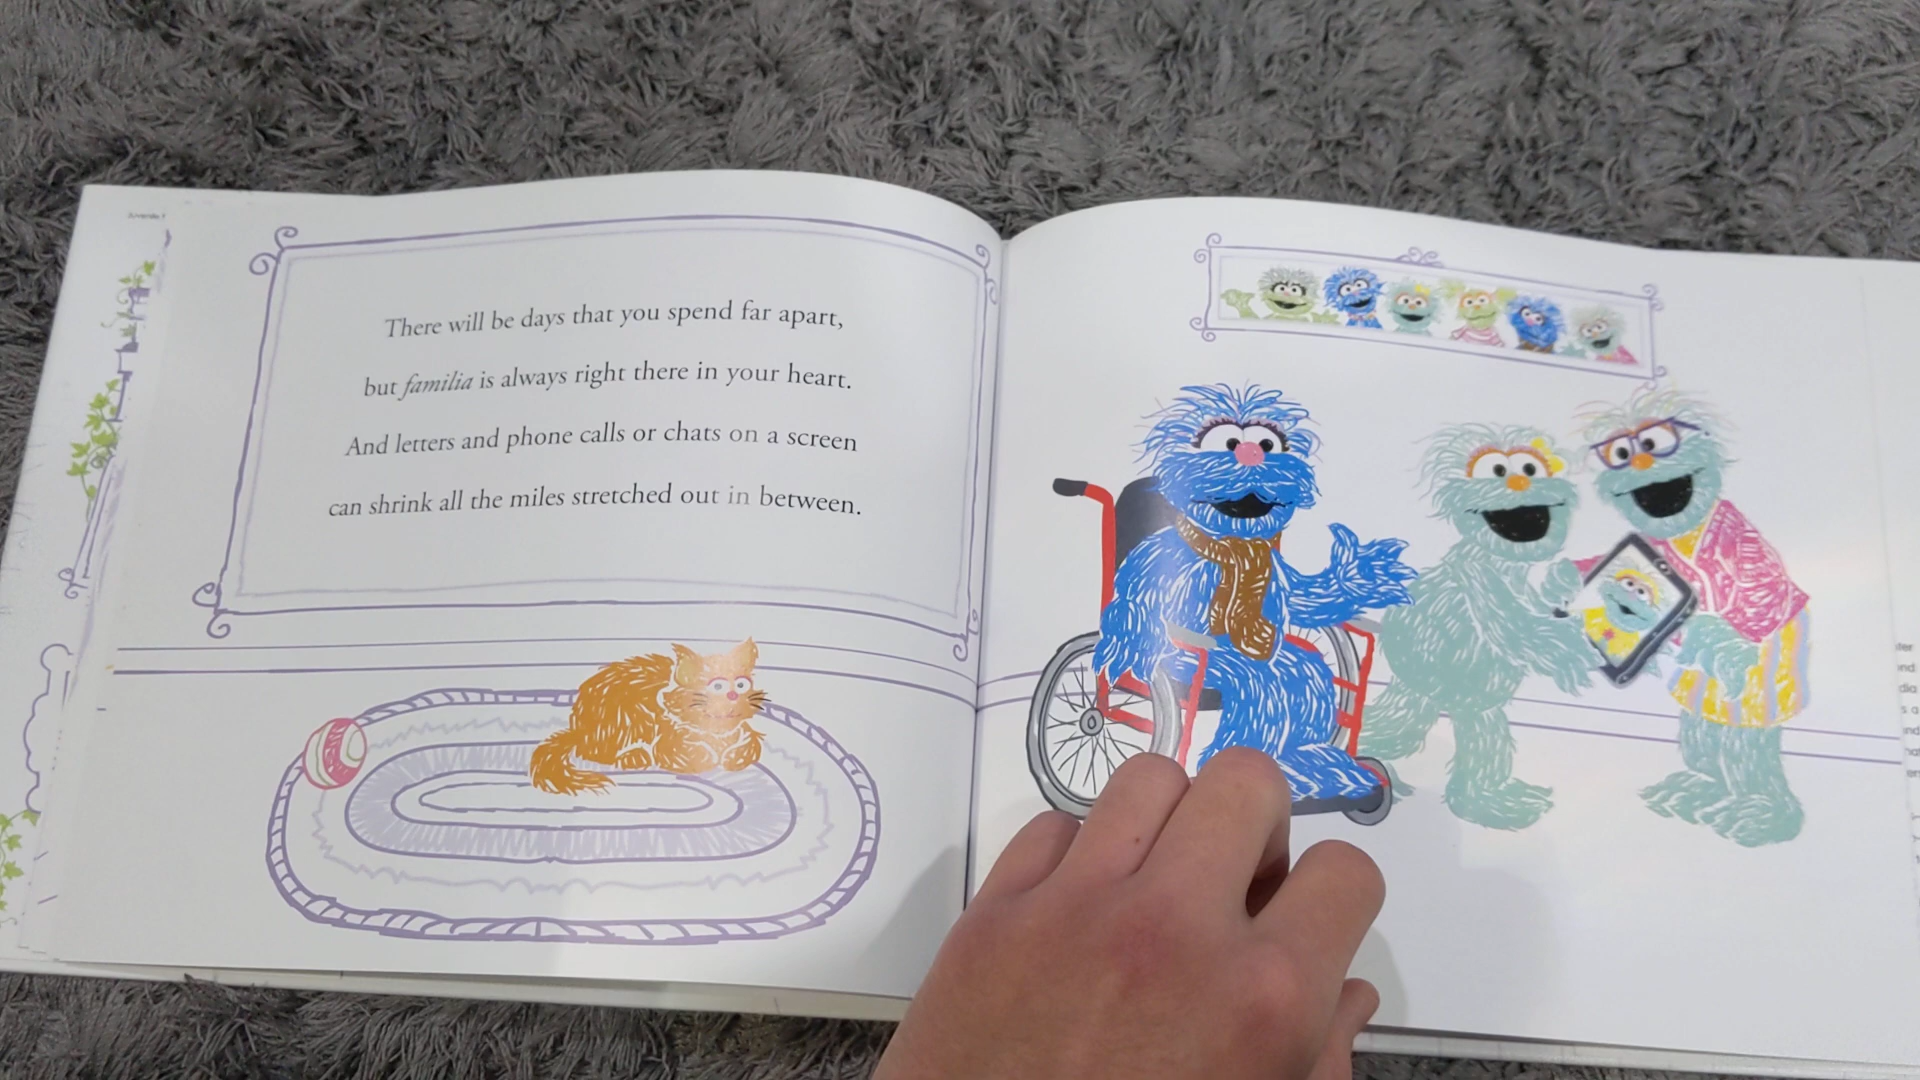 Juvenile
There will be days that you spend far apart,
but familia is always right there in your heart.
And letters and phone calls or chats on a screen
can shrink all the miles stretched out in between.